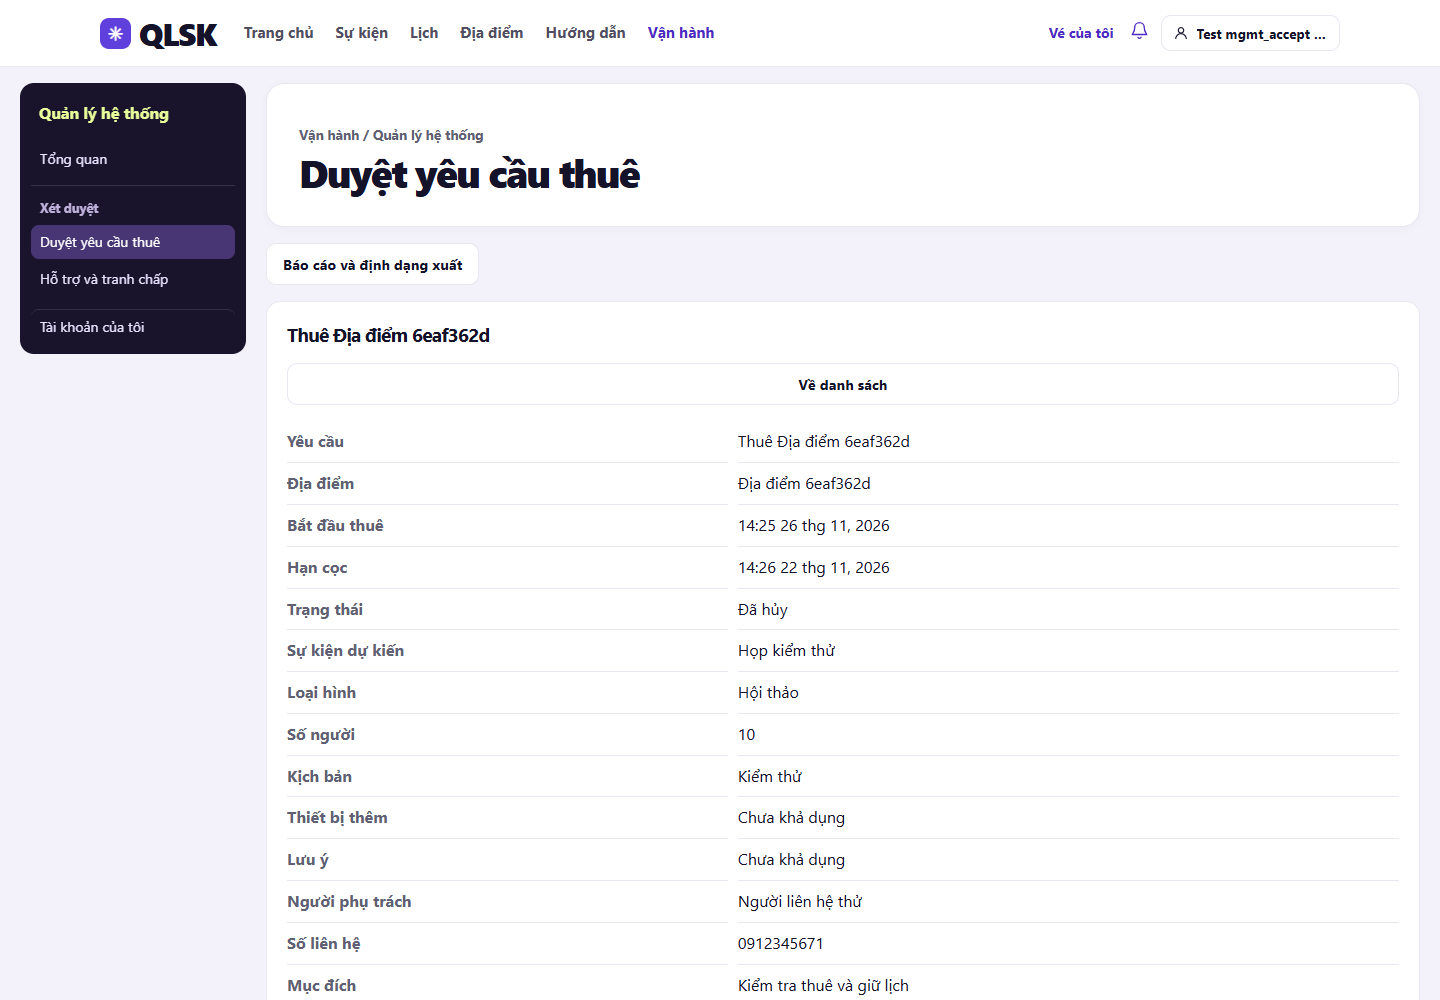 QLSK Trang chủ Sự kiện Lịch Địa điểm Hướng dẫn Vận hành Vé của tôi Test mgmt_accept ...
Quản lý hệ thống
Tổng quan
Xét duyệt
Duyệt yêu cầu thuê
Hỗ trợ và tranh chấp
Tài khoản của tôi
Vận hành / Quản lý hệ thống
Duyệt yêu cầu thuê
Báo cáo và định dạng xuất
Thuê Địa điểm 6eaf362d
Về danh sách
Yêu cầu Thuê Địa điểm 6eaf362d
Địa điểm Địa điểm 6eaf362d
Bắt đầu thuê 14:25 26 thg 11, 2026
Hạn cọc 14:26 22 thg 11, 2026
Trạng thái Đã hủy
Sự kiện dự kiến Họp kiểm thử
Loại hình Hội thảo
Số người 10
Kịch bản Kiểm thử
Thiết bị thêm Chưa khả dụng
Lưu ý Chưa khả dụng
Người phụ trách Người liên hệ thử
Số liên hệ 0912345671
Mục đích Kiểm tra thuê và giữ lịch